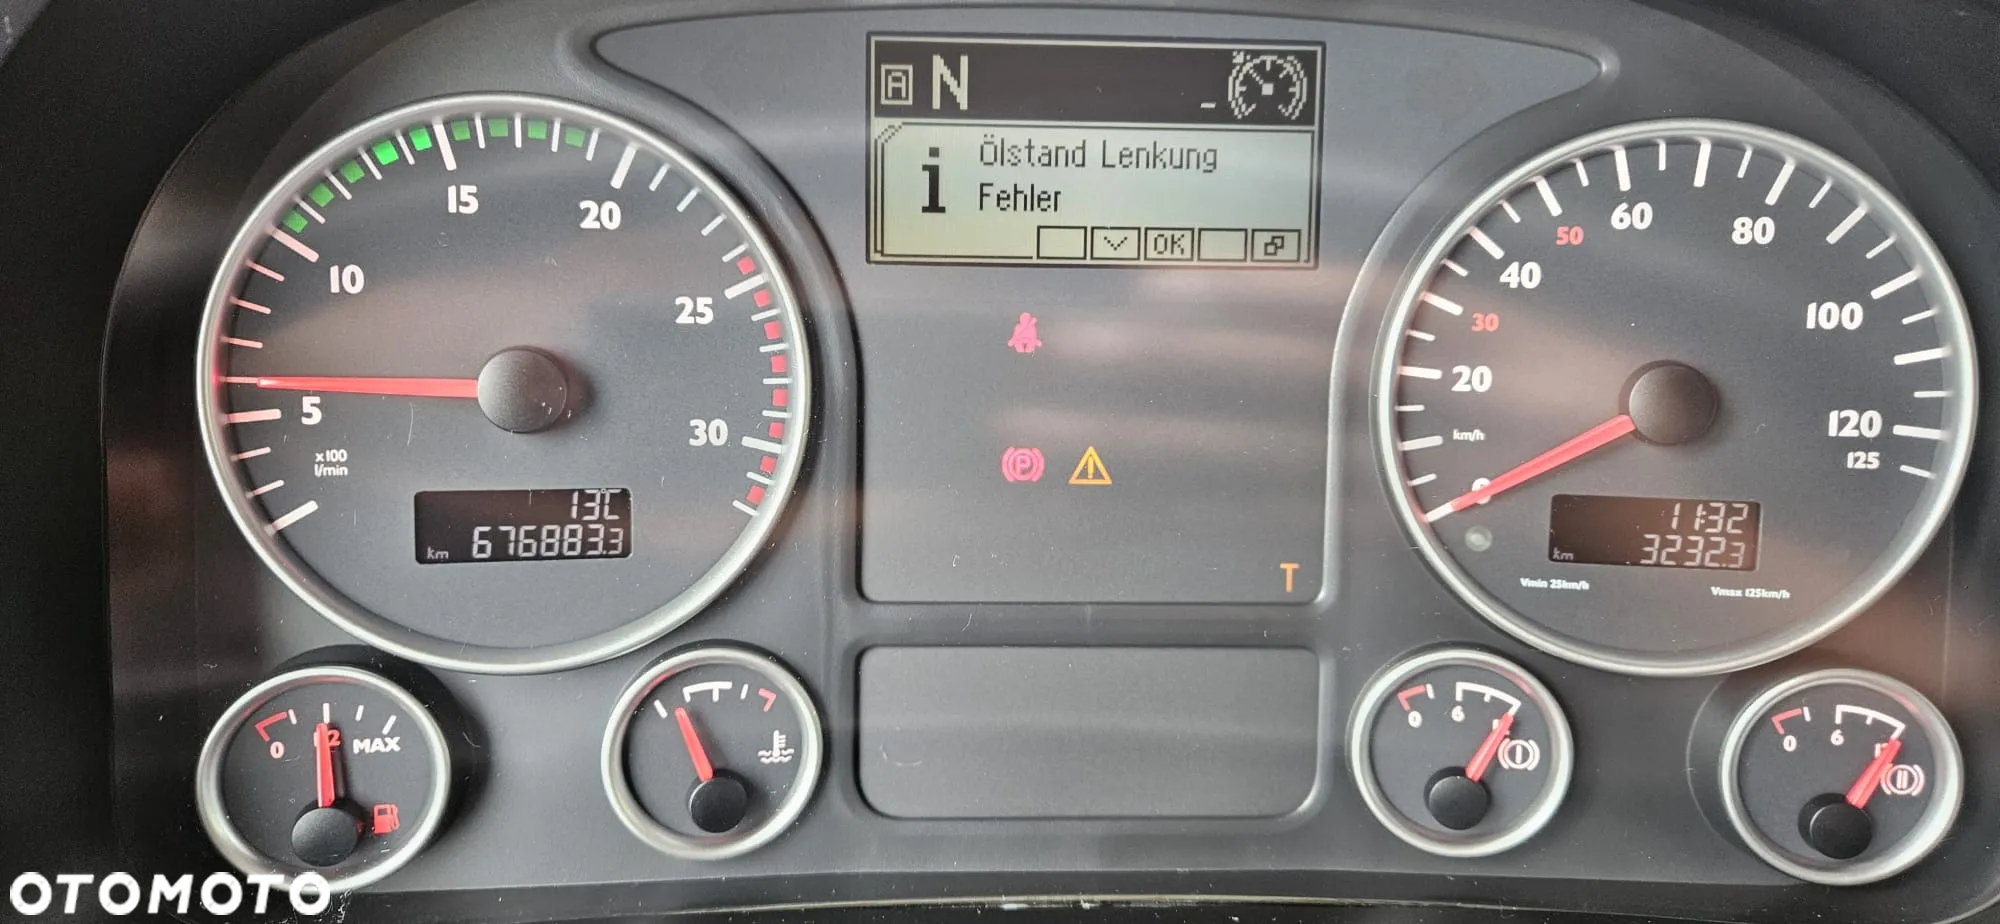 A N
Ölstand Lenkung
Fehler
OK
5
10
15
20
25
30
x100
l/min
13°C
km 676883.3
P
T
0
20
30
40
50
60
80
100
120
125
km/h
11:32
km 3232.3
Vmin 25km/h
Vmax 125km/h
0
1/2
MAX
0
6
0
6
OTOMOTO